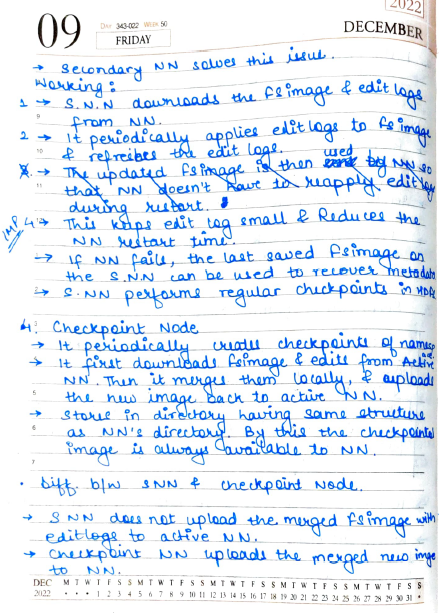 2022
09
DAY 343-022 WEEK 50
FRIDAY
DECEMBER
→ Secondary NN solves this issue.
Working:
1 → S.N.N downloads the FSimage & edit logs
from NN.
2 → It periodically applies editlogs to fsimage
& refreshes the edit logs.
3. → The updated fsimage is then used by NN so
that NN doesn't have to reapply editlog
during restart.
IMP 4 → This keeps edit log small & Reduces the
NN restart time.
→ If NN fails, the last saved Fsimage on
the S.NN can be used to recover metadata
→ S.NN performs regular checkpoints in HDFS
4. Checkpoint Node
→ It periodically creates checkpoints of namesp
→ It first downloads fsimage & edits from Active
NN. Then it merges them locally, & uploads
the new image back to active NN.
→ Stores in directory having same structure
as NN's directory. By this the checkpointed
image is always available to NN.
• Diff. b/w SNN & Checkpoint Node.
→ SNN does not upload the merged FSimage with
editlogs to active NN.
→ Checkpoint NN uploads the merged new imge
to NN.
DEC M T W T F S S M T W T F S S M T W T F S S M T W T F S S M T W T F S S
2022 • • • 1 2 3 4 5 6 7 8 9 10 11 12 13 14 15 16 17 18 19 20 21 22 23 24 25 26 27 28 29 30 31 •